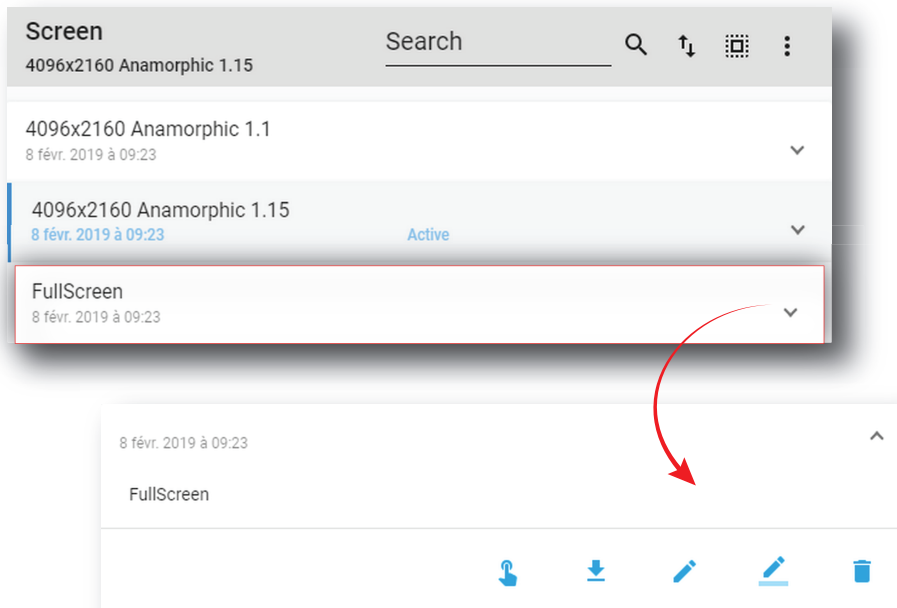 Screen
4096x2160 Anamorphic 1.15
Search
4096x2160 Anamorphic 1.1
8 févr. 2019 à 09:23
4096x2160 Anamorphic 1.15
8 févr. 2019 à 09:23
Active
FullScreen
8 févr. 2019 à 09:23
8 févr. 2019 à 09:23
FullScreen